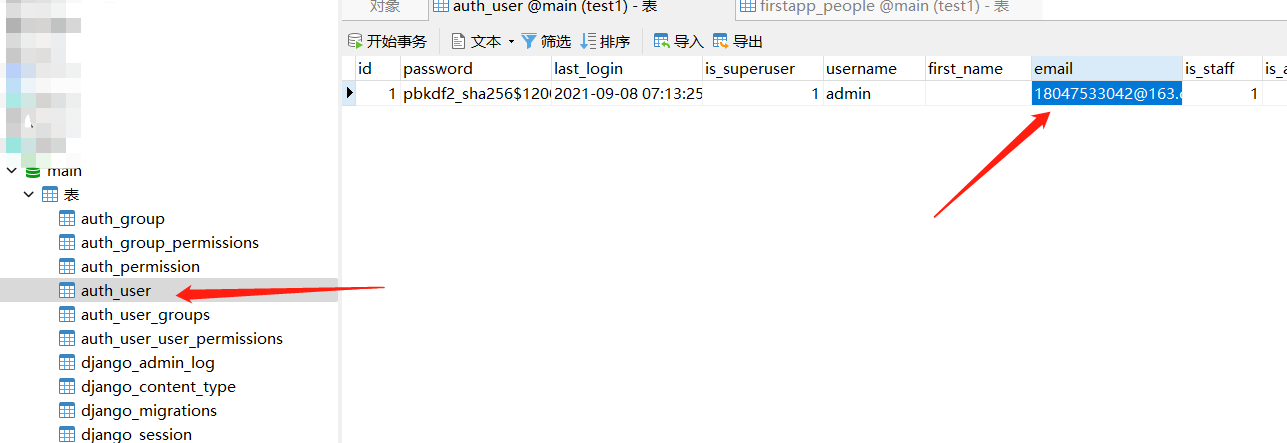 对象 auth_user @main (test1) - 表 firstapp_people @main (test1) - 表
开始事务 文本 筛选 排序 导入 导出
id password last_login is_superuser username first_name email is_staff is_a
1 pbkdf2_sha256$120 2021-09-08 07:13:25 1 admin 18047533042@163. 1
main
表
auth_group
auth_group_permissions
auth_permission
auth_user
auth_user_groups
auth_user_user_permissions
django_admin_log
django_content_type
django_migrations
django_session